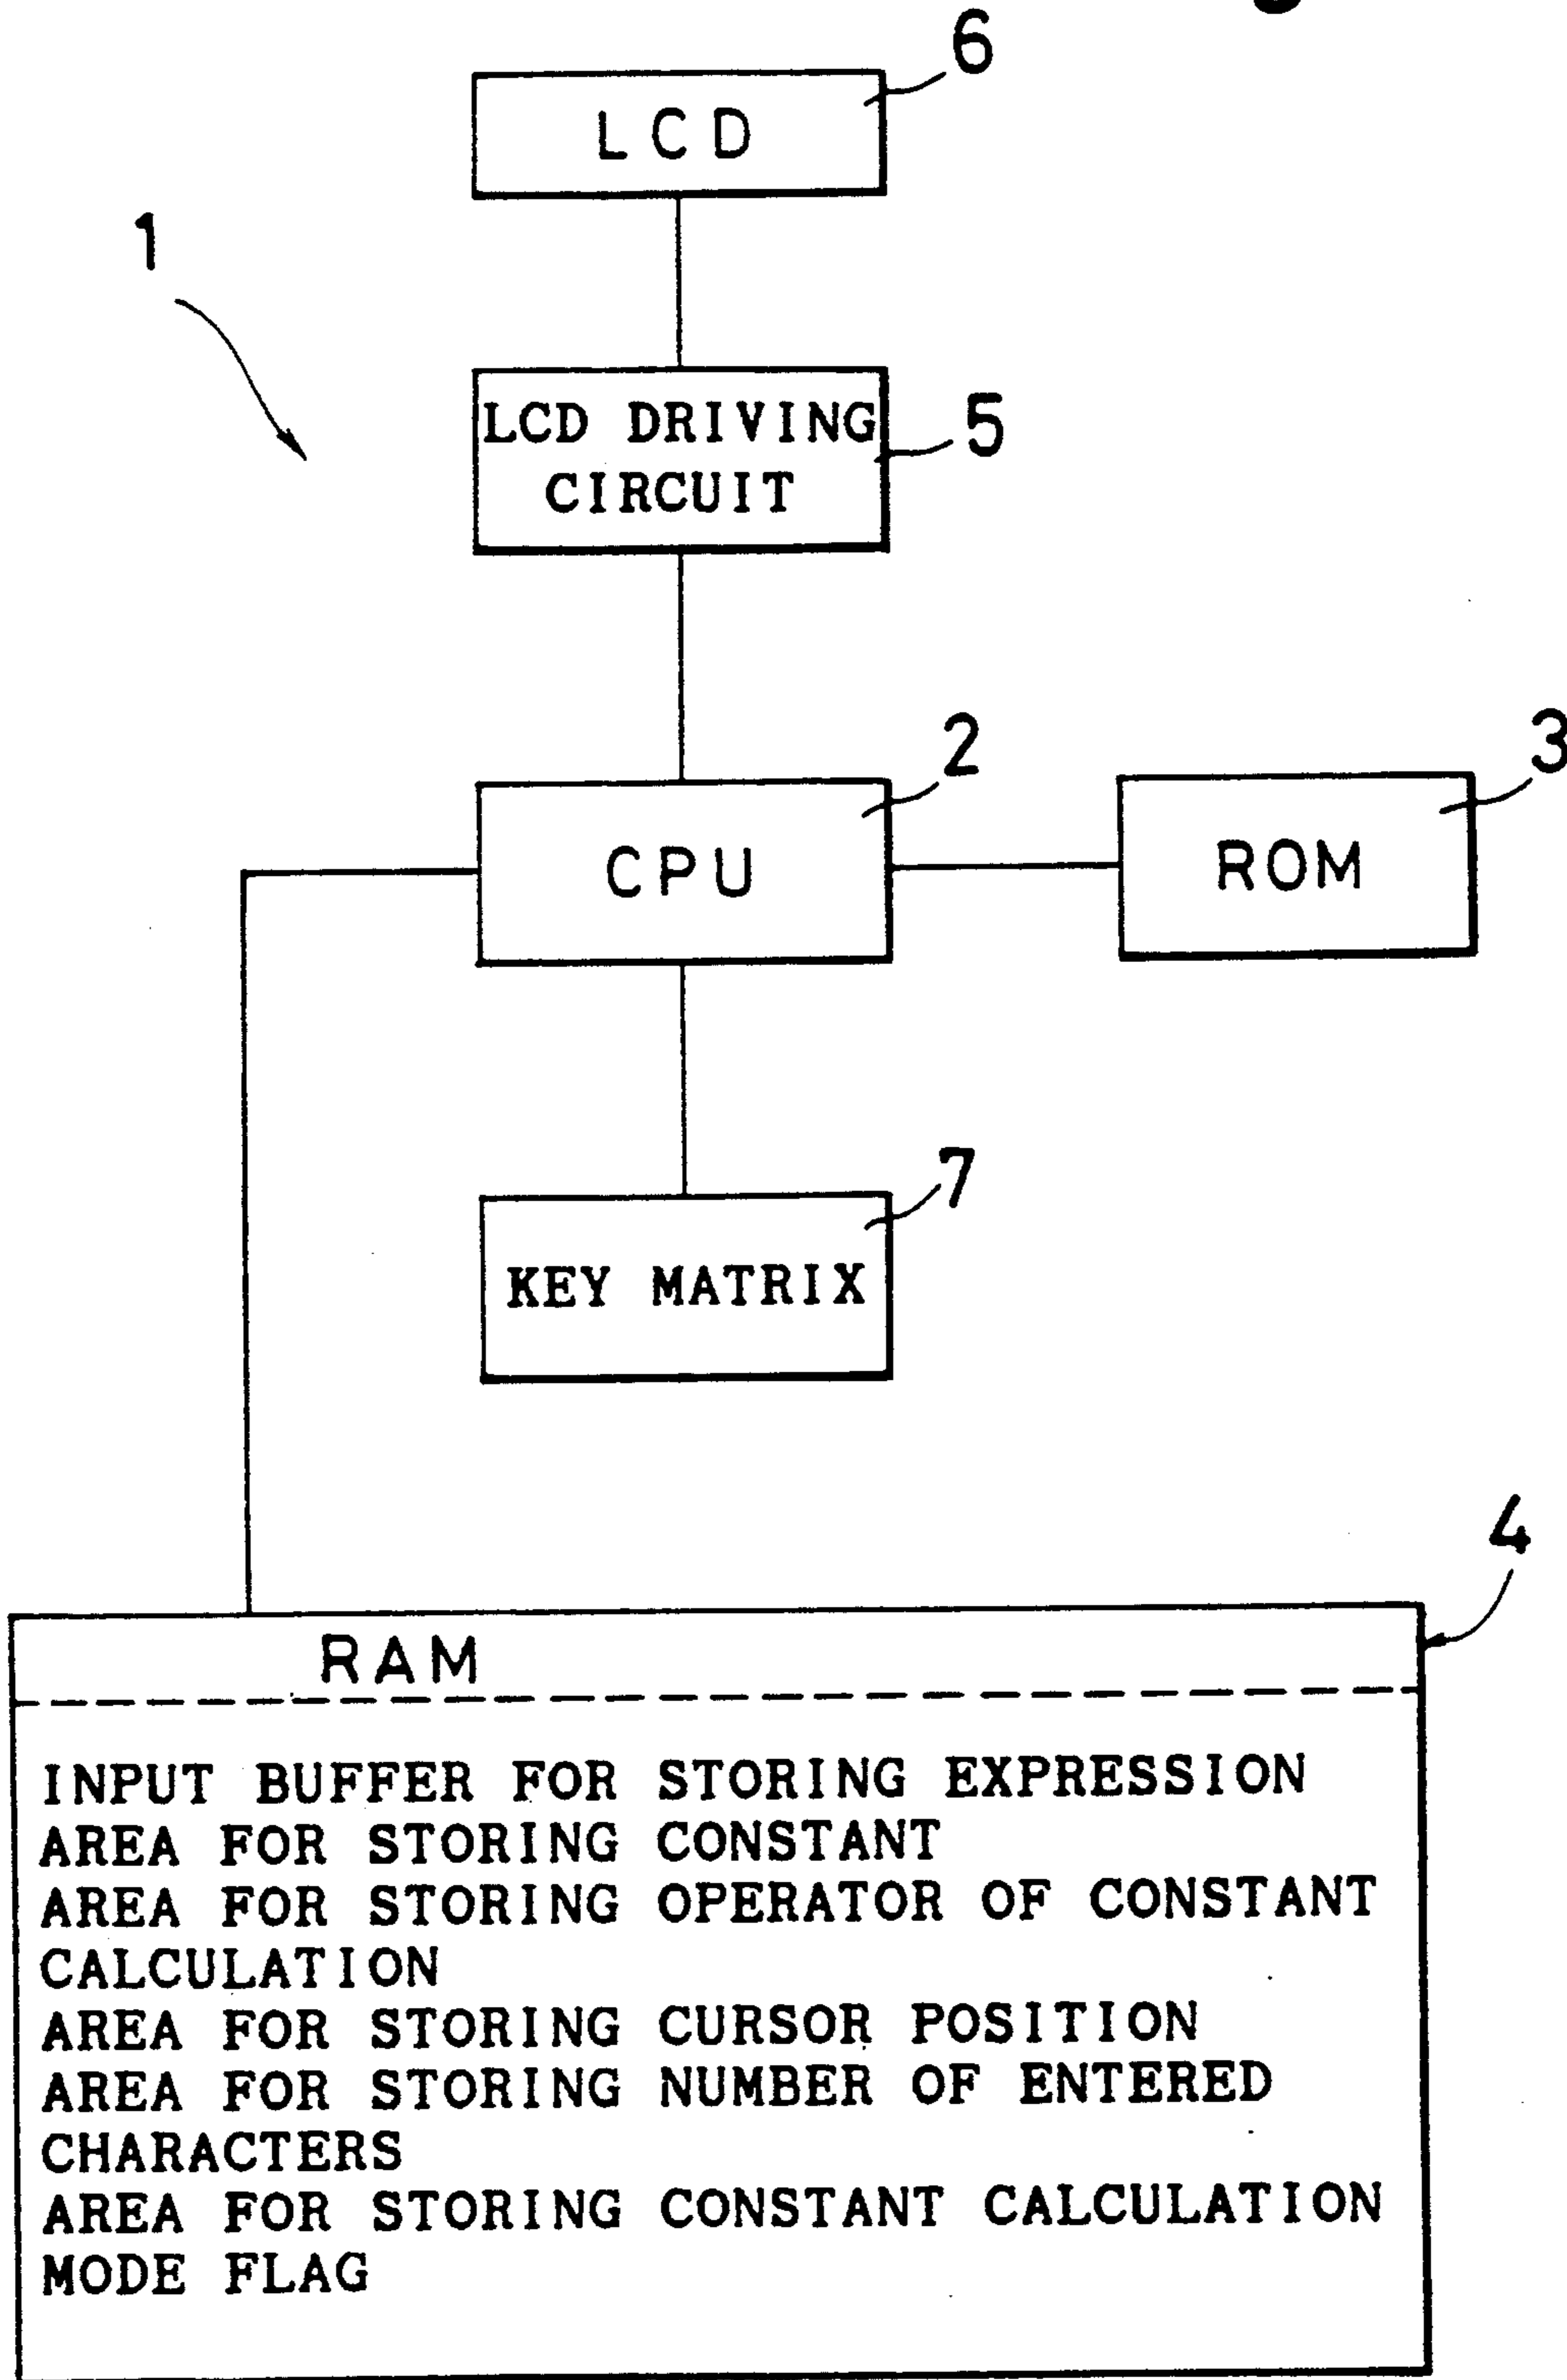 6
LCD
1
LCD DRIVING
CIRCUIT
5
2
3
CPU
ROM
7
KEY MATRIX
4
RAM
INPUT BUFFER FOR STORING EXPRESSION
AREA FOR STORING CONSTANT
AREA FOR STORING OPERATOR OF CONSTANT
CALCULATION
AREA FOR STORING CURSOR POSITION
AREA FOR STORING NUMBER OF ENTERED
CHARACTERS
AREA FOR STORING CONSTANT CALCULATION
MODE FLAG